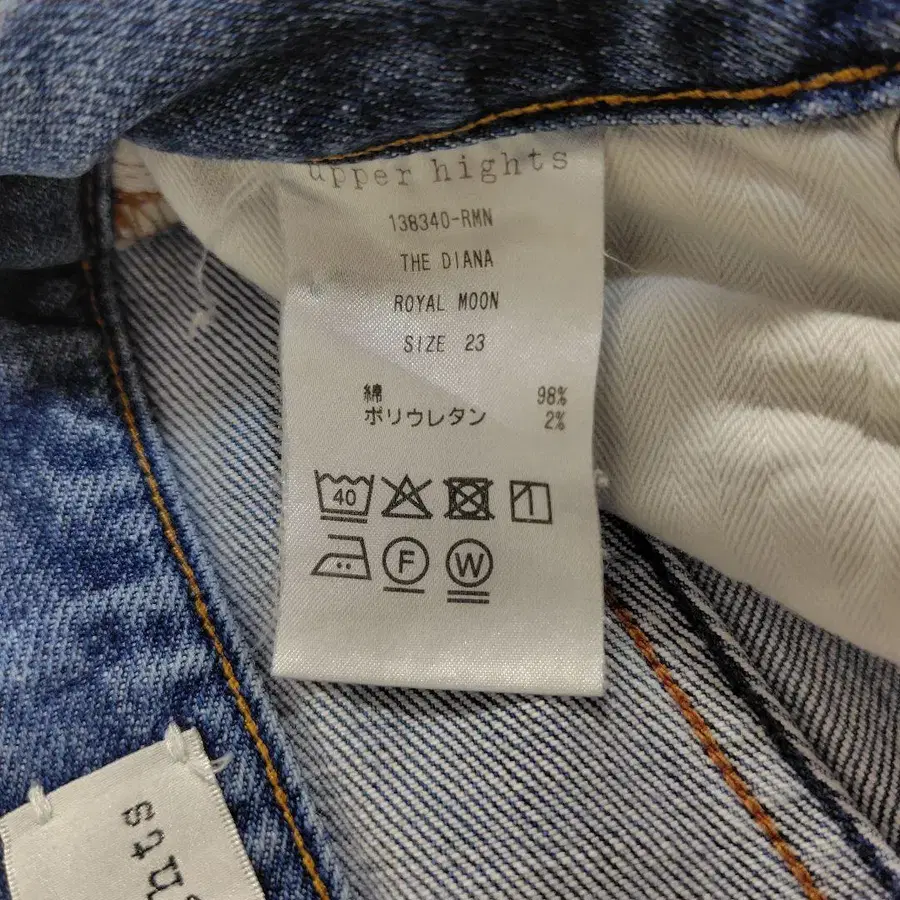 upper hights
138340-RMN
THE DIANA
ROYAL MOON
SIZE 23
綿 98%
ポリウレタン 2%
40
F W
hts